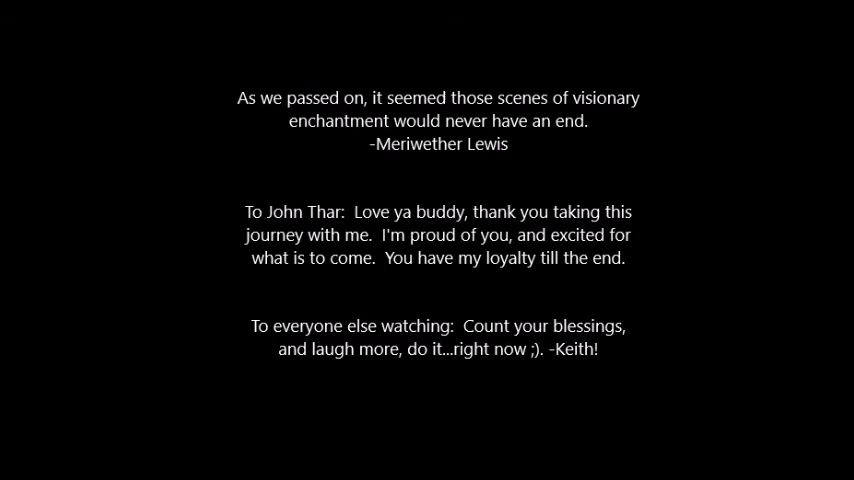 As we passed on, it seemed those scenes of visionary
enchantment would never have an end.
-Meriwether Lewis
To John Thar:  Love ya buddy, thank you taking this
journey with me.  I'm proud of you, and excited for
what is to come.  You have my loyalty till the end.
To everyone else watching:  Count your blessings,
and laugh more, do it...right now ;). -Keith!